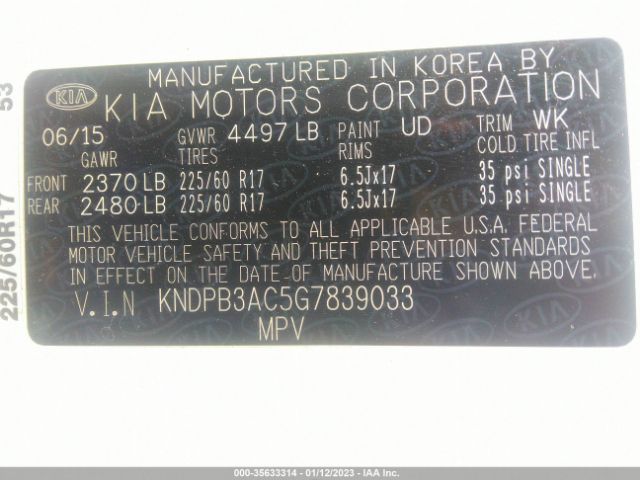 MANUFACTURED IN KOREA BY
KIA KIA MOTORS CORPORATION
06/15 GVWR 4497 LB PAINT UD TRIM WK
GAWR TIRES RIMS COLD TIRE INFL
FRONT 2370 LB 225/60 R17 6.5Jx17 35 psi SINGLE
REAR 2480 LB 225/60 R17 6.5Jx17 35 psi SINGLE
THIS VEHICLE CONFORMS TO ALL APPLICABLE U.S.A. FEDERAL
MOTOR VEHICLE SAFETY AND THEFT PREVENTION STANDARDS
IN EFFECT ON THE DATE OF MANUFACTURE SHOWN ABOVE.
V.I.N KNDPB3AC5G7839033
MPV
225/60R17 53
000-35633314 - 01/12/2023 - IAA Inc.